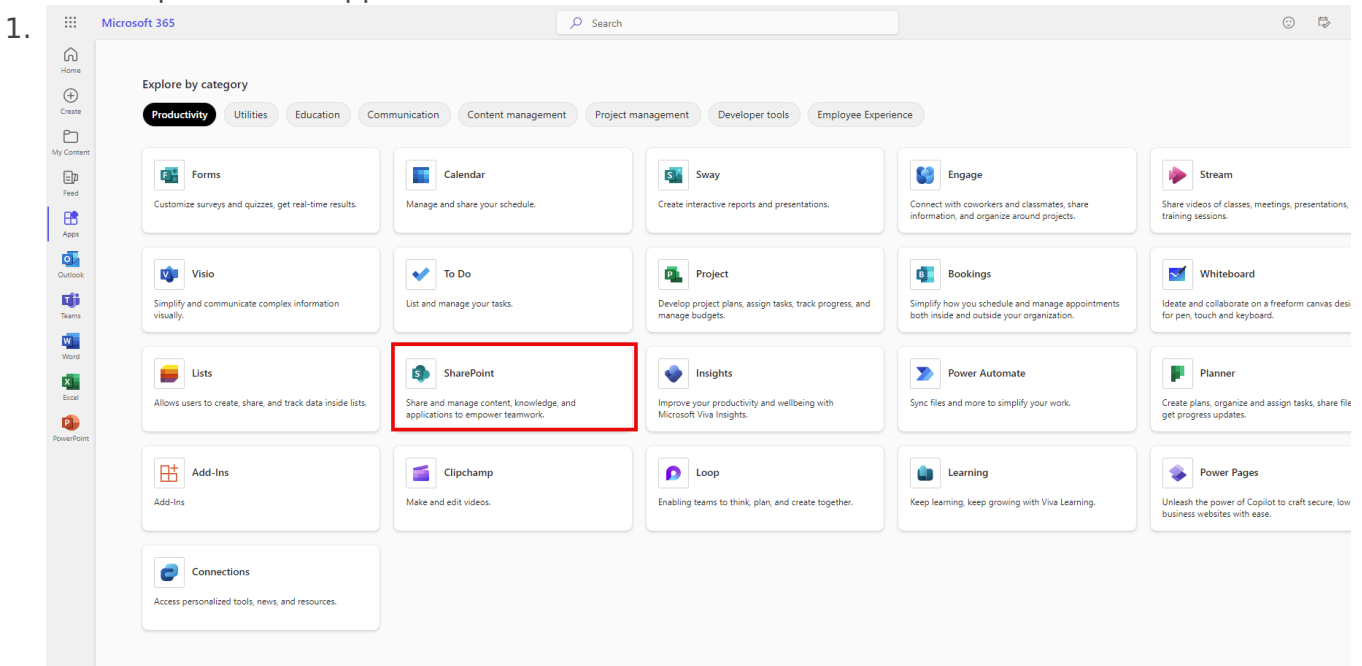 1.
Microsoft 365
Search
Home
Create
My Content
Feed
Apps
Outlook
Teams
Word
Excel
PowerPoint
Explore by category
Productivity Utilities Education Communication Content management Project management Developer tools Employee Experience
Forms
Customize surveys and quizzes, get real-time results.
Calendar
Manage and share your schedule.
Sway
Create interactive reports and presentations.
Engage
Connect with coworkers and classmates, share
information, and organize around projects.
Stream
Share videos of classes, meetings, presentations,
training sessions.
Visio
Simplify and communicate complex information
visually.
To Do
List and manage your tasks.
Project
Develop project plans, assign tasks, track progress, and
manage budgets.
Bookings
Simplify how you schedule and manage appointments
both inside and outside your organization.
Whiteboard
Ideate and collaborate on a freeform canvas desi
for pen, touch and keyboard.
Lists
Allows users to create, share, and track data inside lists.
SharePoint
Share and manage content, knowledge, and
applications to empower teamwork.
Insights
Improve your productivity and wellbeing with
Microsoft Viva Insights.
Power Automate
Sync files and more to simplify your work.
Planner
Create plans, organize and assign tasks, share file
get progress updates.
Add-Ins
Add-Ins
Clipchamp
Make and edit videos.
Loop
Enabling teams to think, plan, and create together.
Learning
Keep learning, keep growing with Viva Learning.
Power Pages
Unleash the power of Copilot to craft secure, low
business websites with ease.
Connections
Access personalized tools, news, and resources.